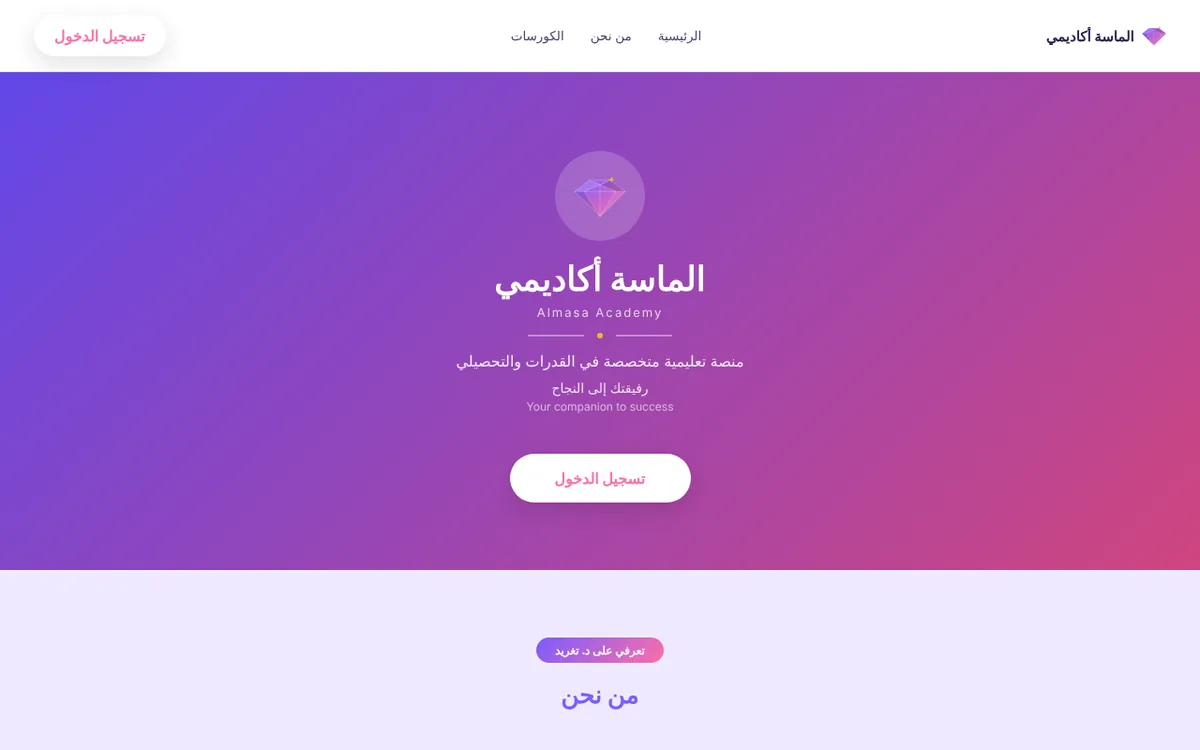 الماسة أكاديمي
الرئيسية
من نحن
الكورسات
تسجيل الدخول
الماسة أكاديمي
Almasa Academy
منصة تعليمية متخصصة في القدرات والتحصيلي
رفيقتك إلى النجاح
Your companion to success
تسجيل الدخول
تعرفي على د. تغريد
من نحن